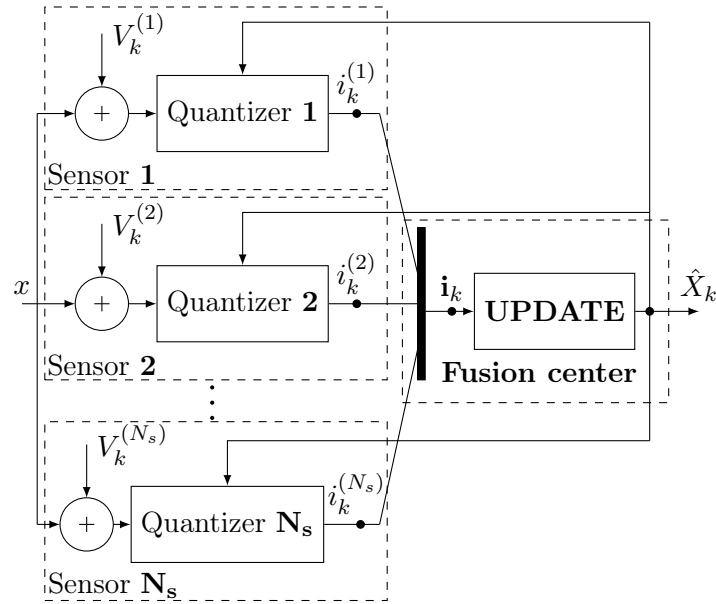 V_k^{(1)}
+
Quantizer 1
i_k^{(1)}
Sensor 1
V_k^{(2)}
x
+
Quantizer 2
i_k^{(2)}
Sensor 2
i_k
UPDATE
X̂_k
Fusion center
⋮
V_k^{(N_s)}
+
Quantizer N_s
i_k^{(N_s)}
Sensor N_s